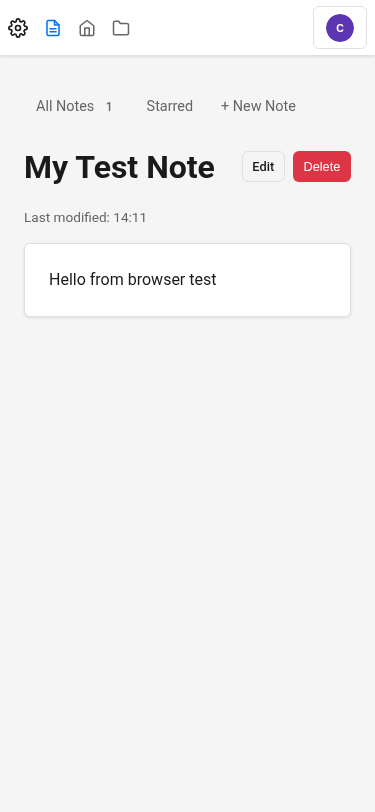 C
All Notes 1 Starred + New Note
My Test Note Edit Delete
Last modified: 14:11
Hello from browser test